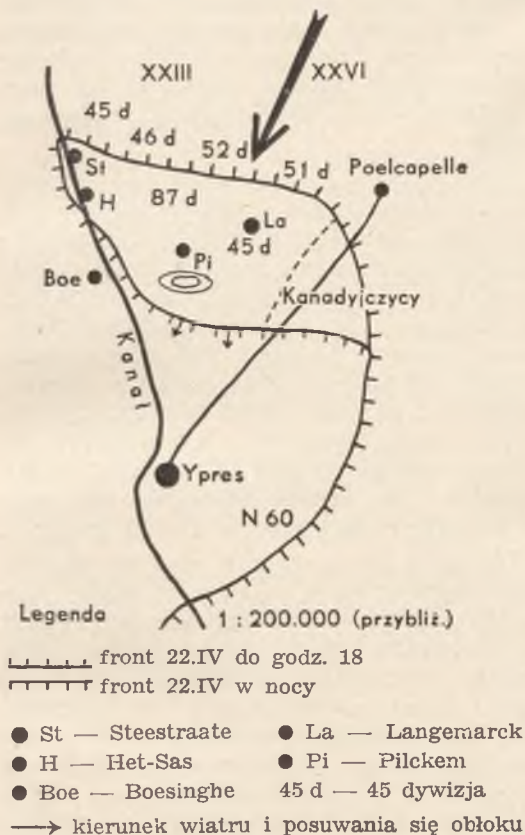 XXIII XXVI
45 d
46 d
52 d
51 d
Poelcapelle
St
H
87 d
La
45 d
Pi
Boe
Kanadyjczycy
Kanał
Ypres
N 60
Legenda 1 : 200.000 (przybliż.)
front 22.IV do godz. 18
front 22.IV w nocy
St — Steestraate
La — Langemarck
H — Het-Sas
Pi — Pilckem
Boe — Boesinghe
45 d — 45 dywizja
kierunek wiatru i posuwania się obłoku